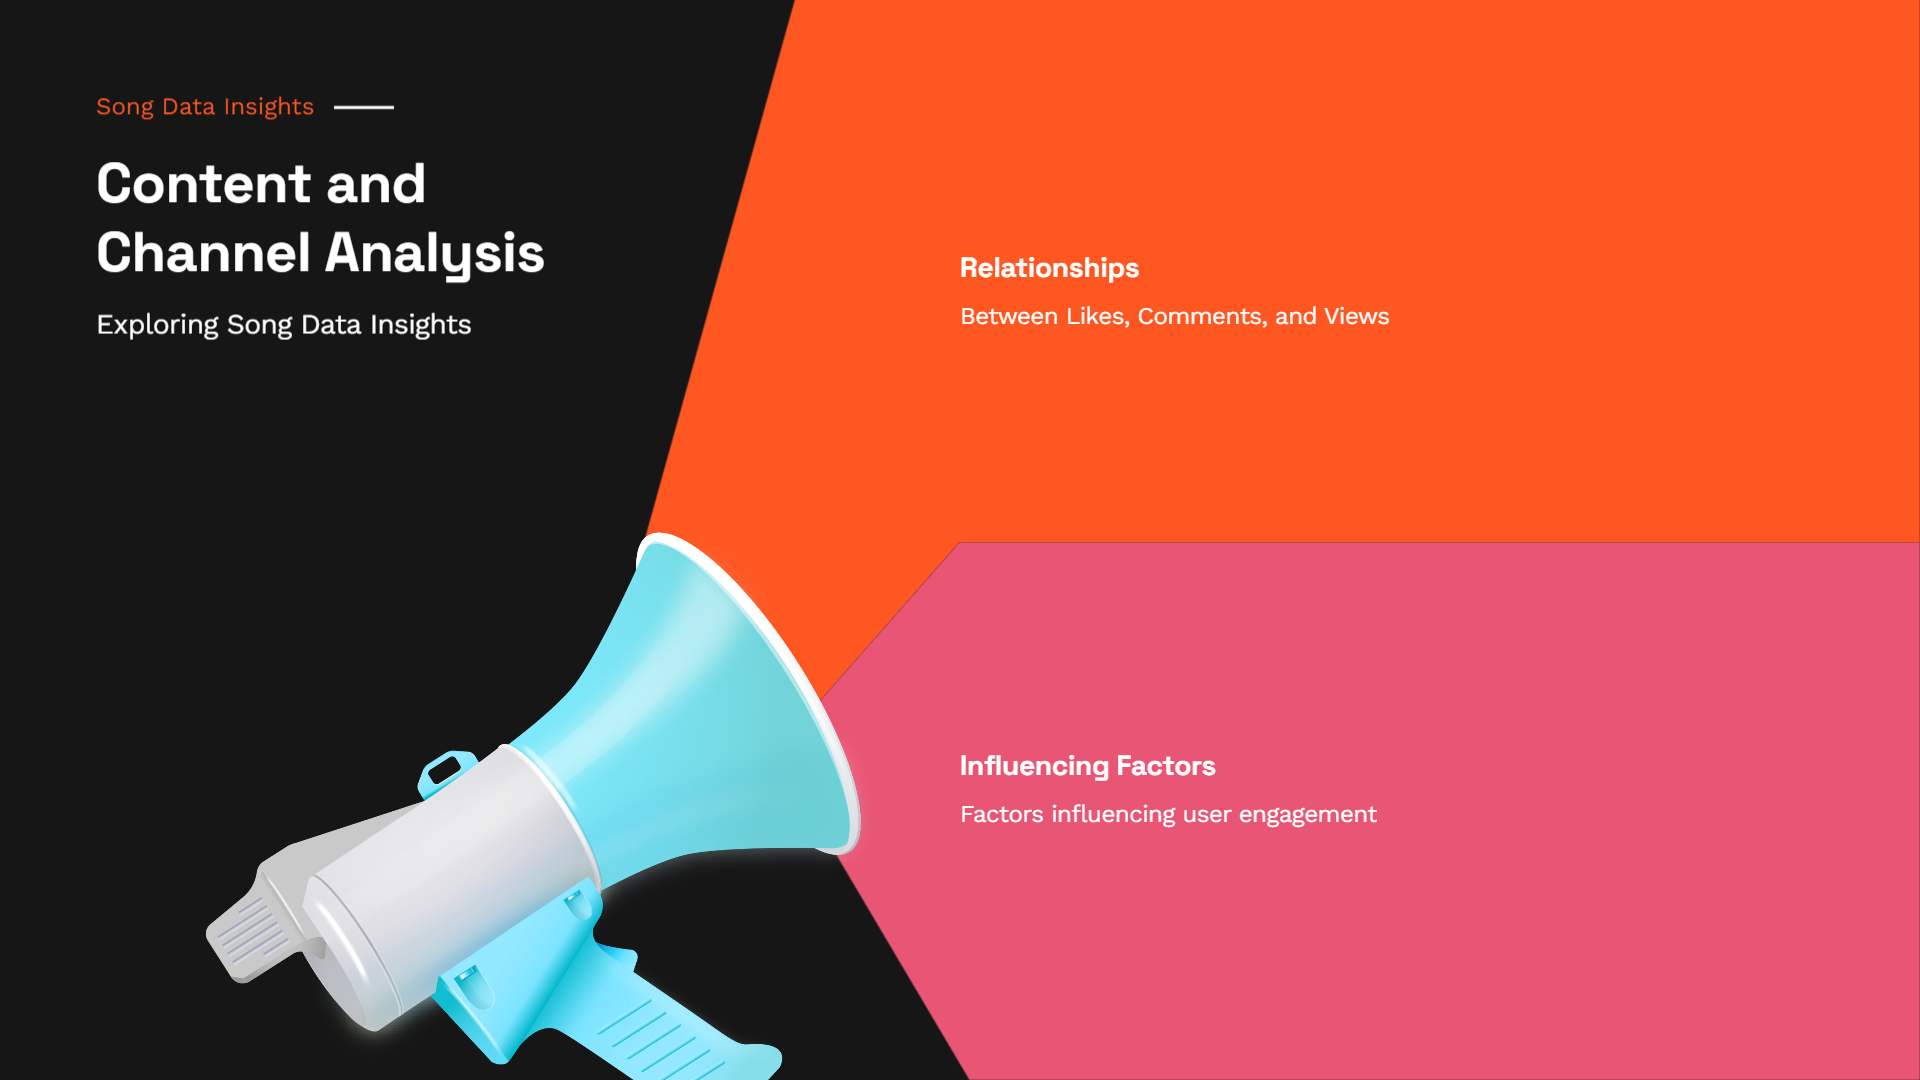 Song Data Insights
Content and
Channel Analysis
Exploring Song Data Insights
Relationships
Between Likes, Comments, and Views
Influencing Factors
Factors influencing user engagement